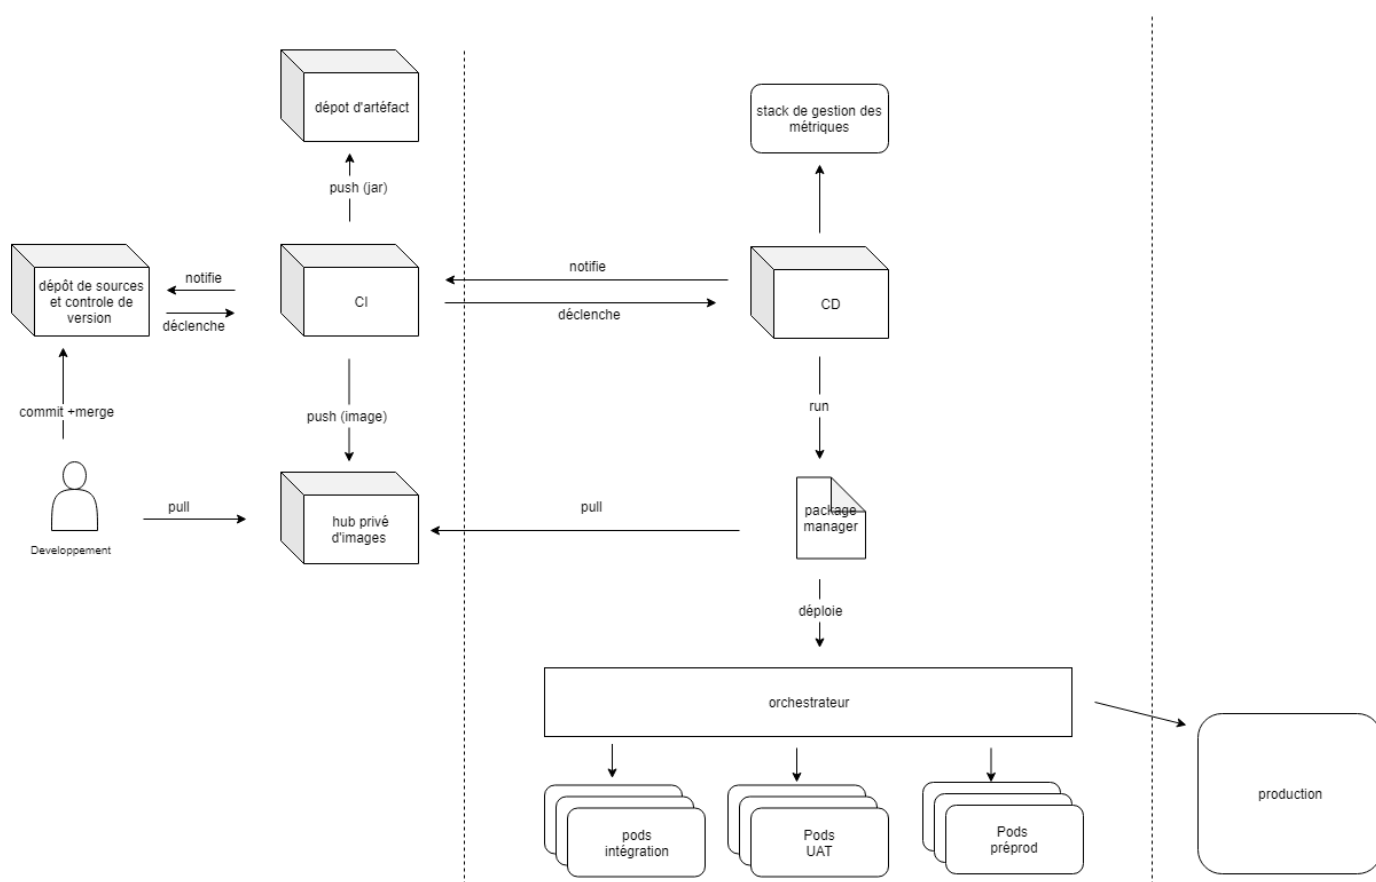 dépot d'artéfact
stack de gestion des
métriques
push (jar)
dépôt de sources
et controle de
version
notifie
déclenche
CI
notifie
déclenche
CD
commit +merge
push (image)
run
Developpement
pull
hub privé
d'images
pull
package
manager
déploie
orchestrateur
pods
intégration
Pods
UAT
Pods
préprod
production